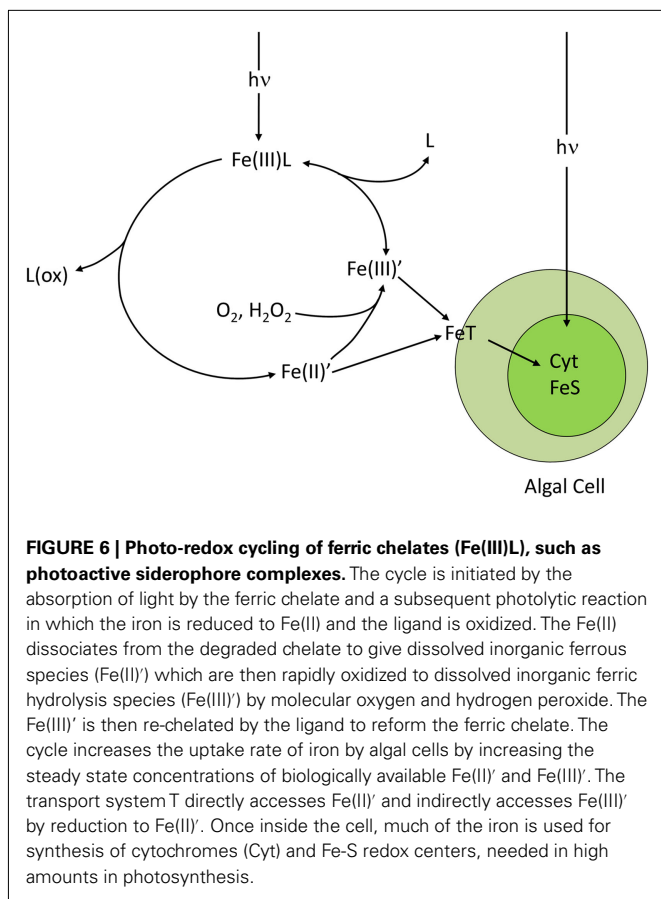 hν
hν
L
Fe(III)L
L(ox)
Fe(III)′
O₂, H₂O₂
FeT
Fe(II)′
Cyt
FeS
Algal Cell
FIGURE 6 | Photo-redox cycling of ferric chelates (Fe(III)L), such as
photoactive siderophore complexes. The cycle is initiated by the
absorption of light by the ferric chelate and a subsequent photolytic reaction
in which the iron is reduced to Fe(II) and the ligand is oxidized. The Fe(II)
dissociates from the degraded chelate to give dissolved inorganic ferrous
species (Fe(II)′) which are then rapidly oxidized to dissolved inorganic ferric
hydrolysis species (Fe(III)′) by molecular oxygen and hydrogen peroxide. The
Fe(III)′ is then re-chelated by the ligand to reform the ferric chelate. The
cycle increases the uptake rate of iron by algal cells by increasing the
steady state concentrations of biologically available Fe(II)′ and Fe(III)′. The
transport system T directly accesses Fe(II)′ and indirectly accesses Fe(III)′
by reduction to Fe(II)′. Once inside the cell, much of the iron is used for
synthesis of cytochromes (Cyt) and Fe-S redox centers, needed in high
amounts in photosynthesis.